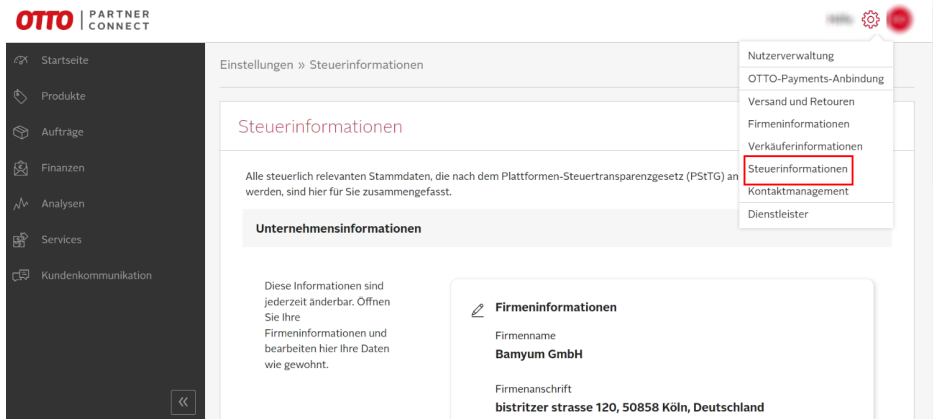 OTTO PARTNER CONNECT
Startseite
Produkte
Aufträge
Finanzen
Analysen
Services
Kundenkommunikation
Nutzerverwaltung
OTTO-Payments-Anbindung
Versand und Retouren
Firmeninformationen
Verkäuferinformationen
Steuerinformationen
Kontaktmanagement
Dienstleister
Einstellungen » Steuerinformationen
Steuerinformationen
Alle steuerlich relevanten Stammdaten, die nach dem Plattformen-Steuertransparenzgesetz (PStTG) an
werden, sind hier für Sie zusammengefasst.
Unternehmensinformationen
Diese Informationen sind
jederzeit änderbar. Öffnen
Sie Ihre
Firmeninformationen und
bearbeiten hier Ihre Daten
wie gewohnt.
Firmeninformationen
Firmenname
Bamyum GmbH
Firmenanschrift
bistritzer strasse 120, 50858 Köln, Deutschland